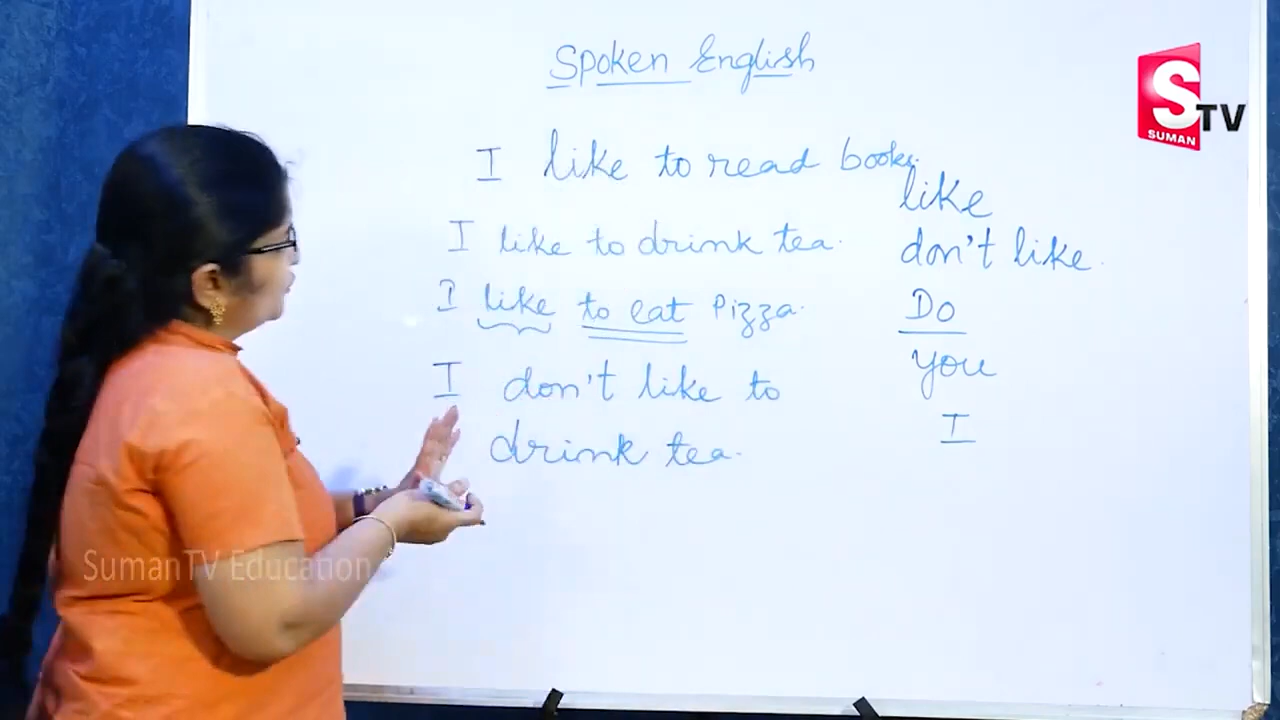 Spoken English
I like to read books.
I like to drink tea.
I like to eat Pizza.
I don't like to
drink tea.
like
don't like.
Do
you
I
S TV
SUMAN
SumanTV Education